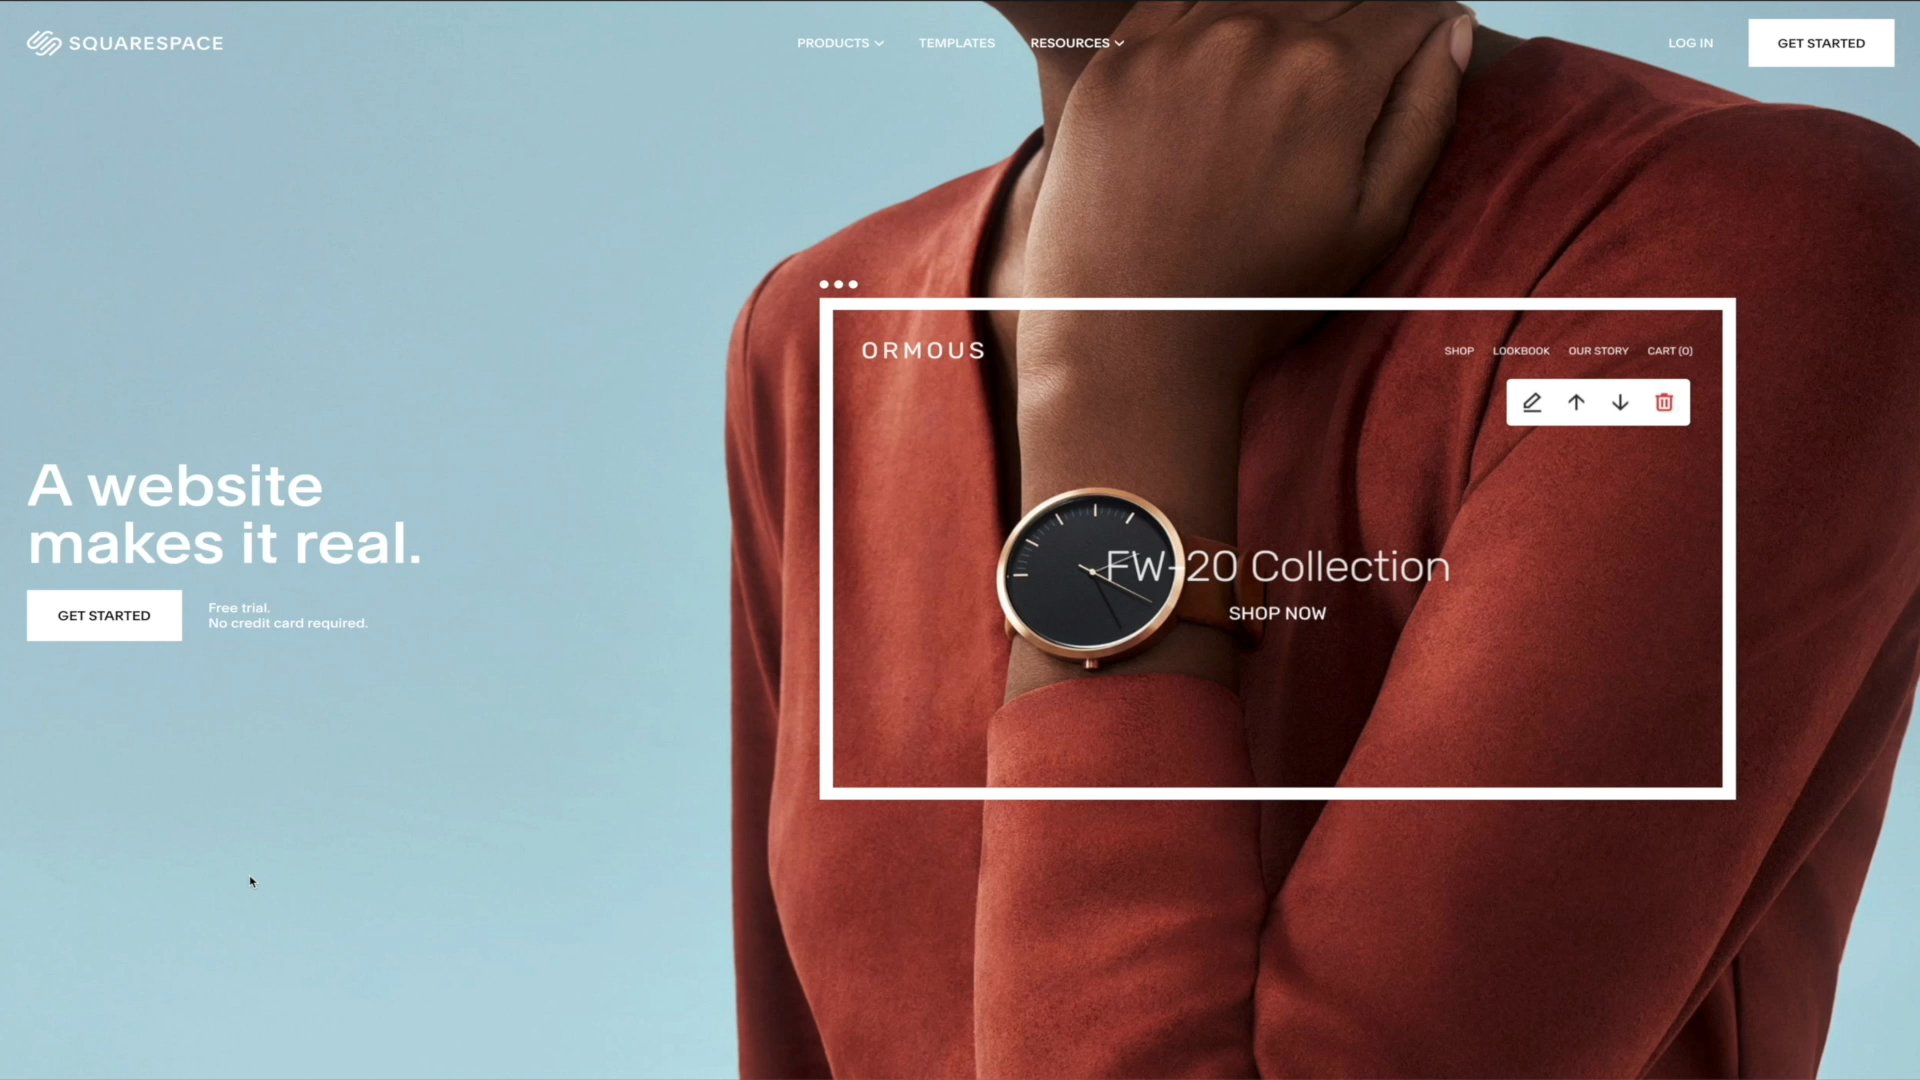 SQUARESPACE
PRODUCTS
TEMPLATES
RESOURCES
LOG IN
GET STARTED
A website
makes it real.
GET STARTED
Free trial.
No credit card required.
ORMOUS
SHOP
LOOKBOOK
OUR STORY
CART (0)
FW-20 Collection
SHOP NOW